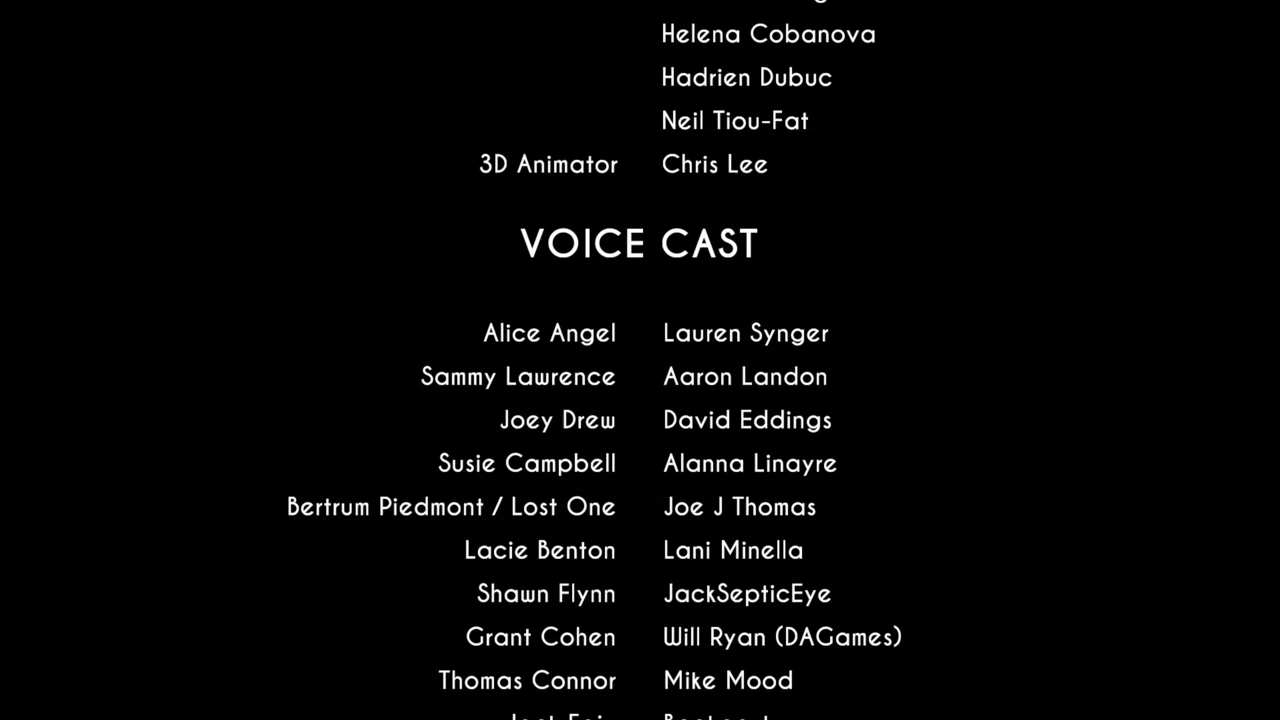 Helena Cobanova
Hadrien Dubuc
Neil Tiou-Fat
3D Animator Chris Lee
VOICE CAST
Alice Angel Lauren Synger
Sammy Lawrence Aaron Landon
Joey Drew David Eddings
Susie Campbell Alanna Linayre
Bertrum Piedmont / Lost One Joe J Thomas
Lacie Benton Lani Minella
Shawn Flynn JackSepticEye
Grant Cohen Will Ryan (DAGames)
Thomas Connor Mike Mood